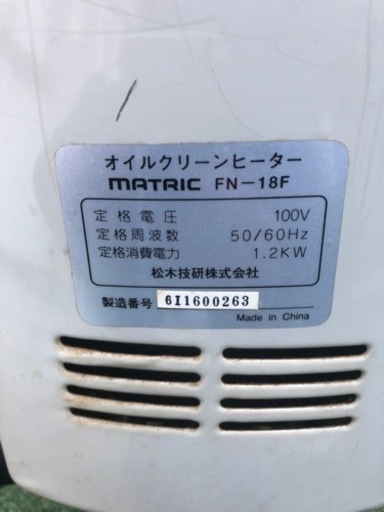 オイルクリーンヒーター
MATRIC FN-18F
定格電圧 100V
定格周波数 50/60Hz
定格消費電力 1.2KW
松木技研株式会社
製造番号 6I1600263
Made in China